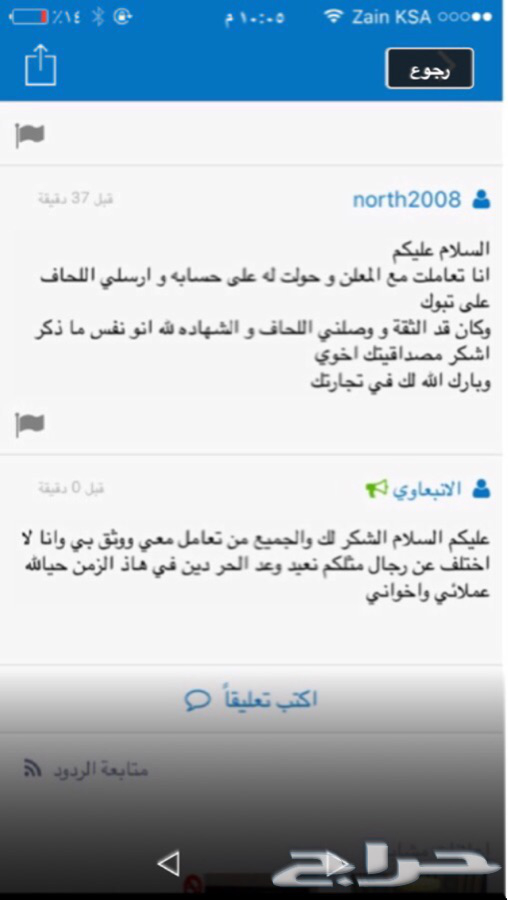 ٪١٤ ١٠:٠٥ م Zain KSA
رجوع
north2008 قبل 37 دقيقة
السلام عليكم
انا تعاملت مع المعلن و حولت له على حسابه و ارسلي اللحاف
على تبوك
وكان قد الثقة و وصلني اللحاف و الشهاده لله انو نفس ما ذكر
اشكر مصداقيتك اخوي
وبارك الله لك في تجارتك
الاتبعاوي قبل 0 دقيقة
عليكم السلام الشكر لك والجميع من تعامل معي ووثق بي وانا لا
اختلف عن رجال مثلكم نعيد وعد الحر دين في هاذ الزمن حيالله
عملائي واخواني
اكتب تعليقاً
متابعة الردود
حراج